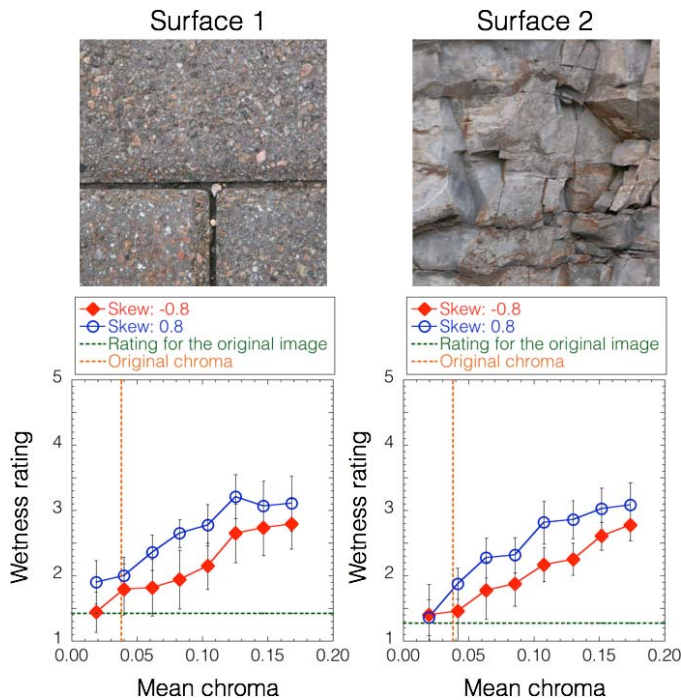 Surface 1
Surface 2
Skew: -0.8
Skew: 0.8
Rating for the original image
Original chroma
Skew: -0.8
Skew: 0.8
Rating for the original image
Original chroma
Wetness rating
5
4
3
2
1
0.00 0.05 0.10 0.15 0.20
Mean chroma
Wetness rating
5
4
3
2
1
0.00 0.05 0.10 0.15 0.20
Mean chroma